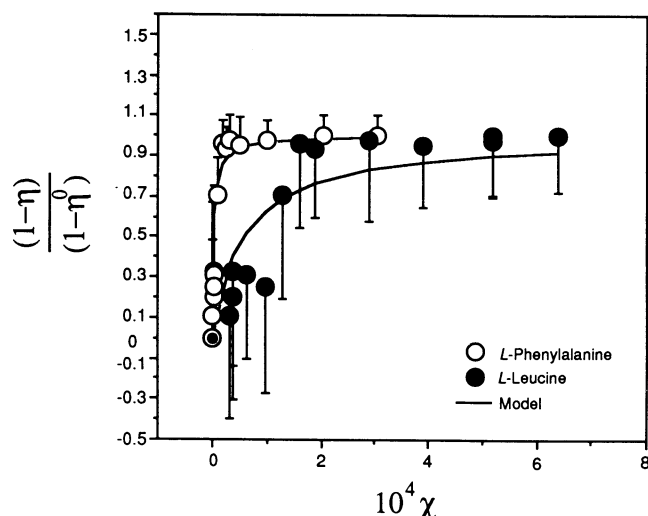 1.5
1.3
1.1
0.9
0.7
0.5
0.3
0.1
0
-0.1
-0.3
-0.5
(1-η)
(1-η⁰)
L-Phenylalanine
L-Leucine
Model
0 2 4 6 8
10⁴ χ